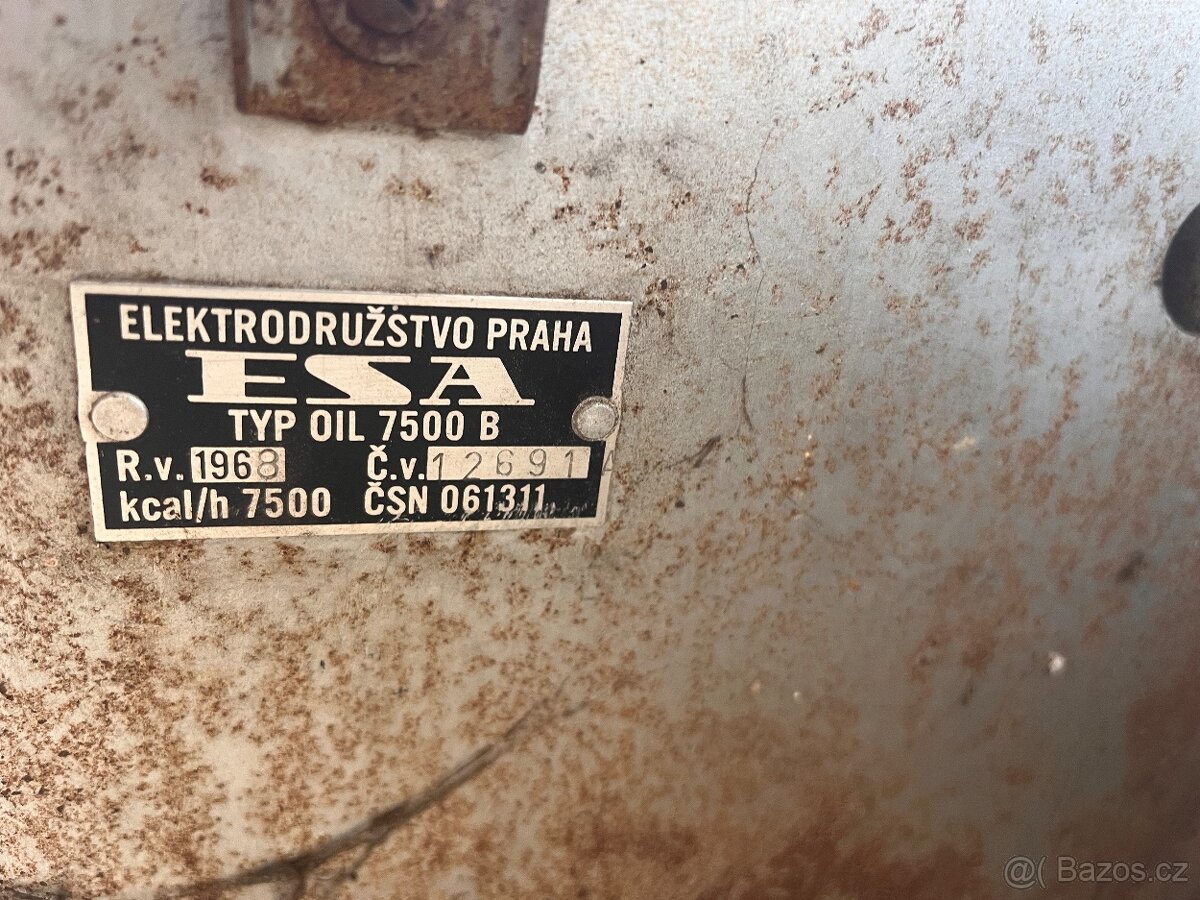 ELEKTRODRUŽSTVO PRAHA
ESA
TYP OIL 7500 B
R.v. 1968 Č.v. 12691 A
kcal/h 7500 ČSN 061311
@( Bazos.cz